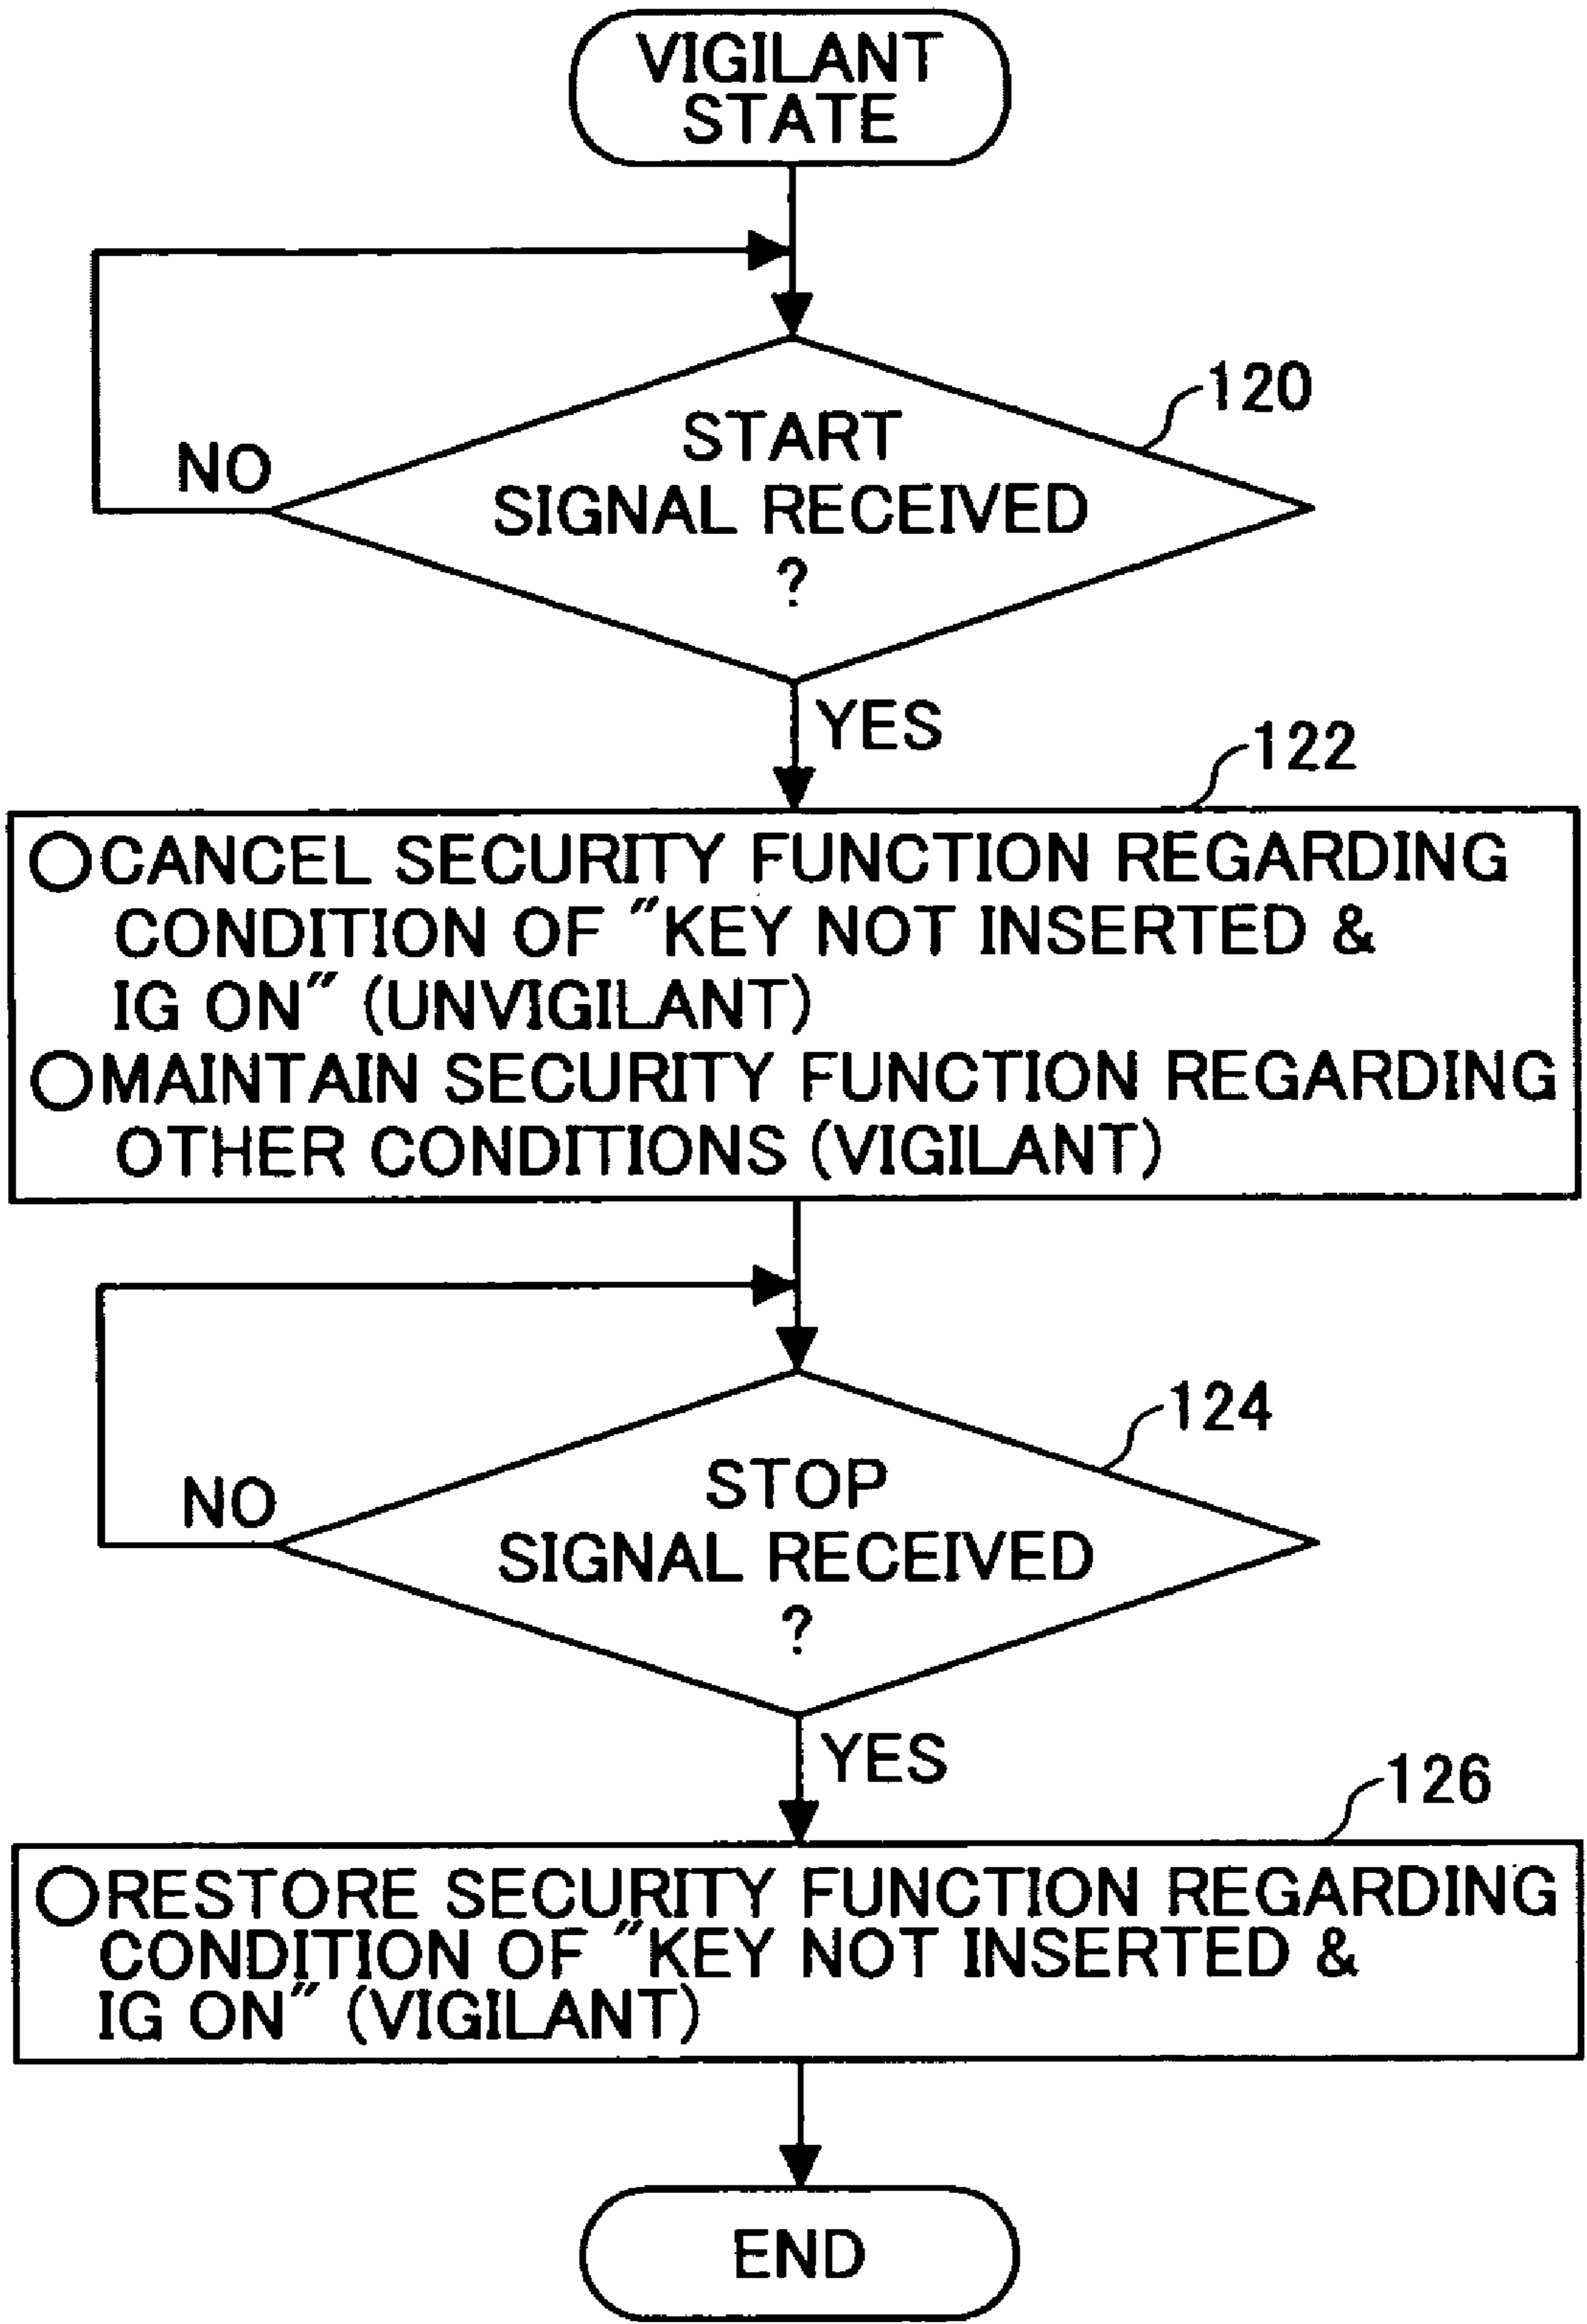 VIGILANT
STATE
120
START
SIGNAL RECEIVED
?
NO
YES
122
○CANCEL SECURITY FUNCTION REGARDING
CONDITION OF "KEY NOT INSERTED &
IG ON" (UNVIGILANT)
○MAINTAIN SECURITY FUNCTION REGARDING
OTHER CONDITIONS (VIGILANT)
124
STOP
SIGNAL RECEIVED
?
NO
YES
126
○RESTORE SECURITY FUNCTION REGARDING
CONDITION OF "KEY NOT INSERTED &
IG ON" (VIGILANT)
END